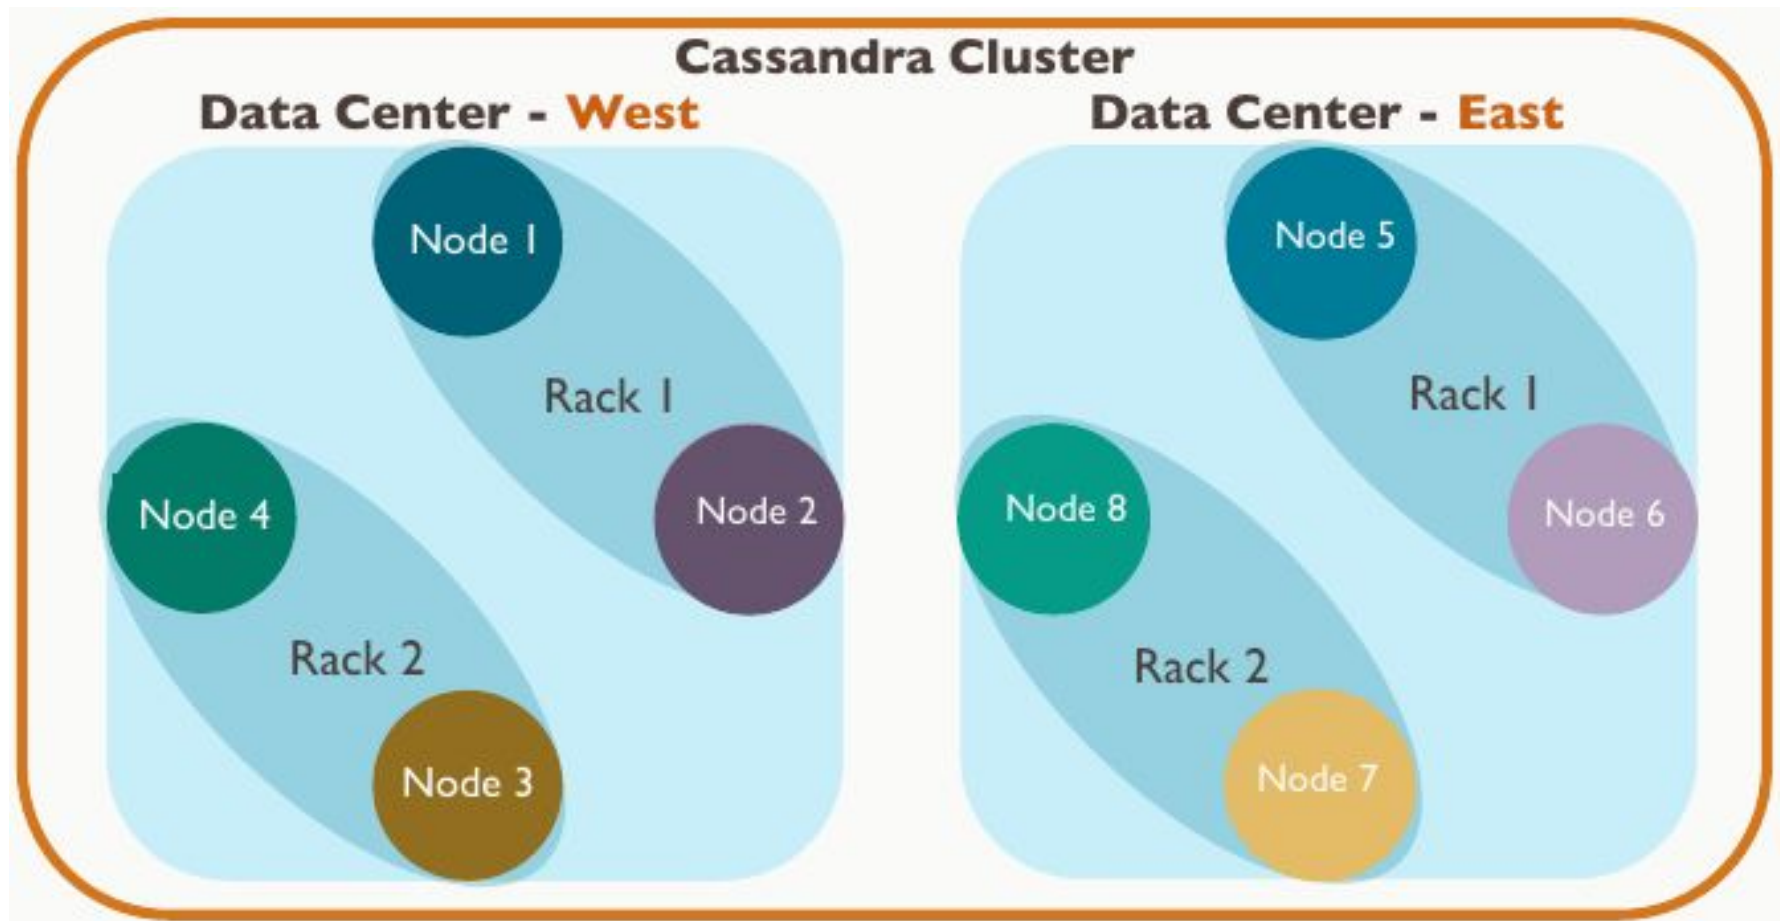 Cassandra Cluster
Data Center - West
Data Center - East
Node 1
Rack 1
Node 2
Node 4
Rack 2
Node 3
Node 5
Rack 1
Node 6
Node 8
Rack 2
Node 7